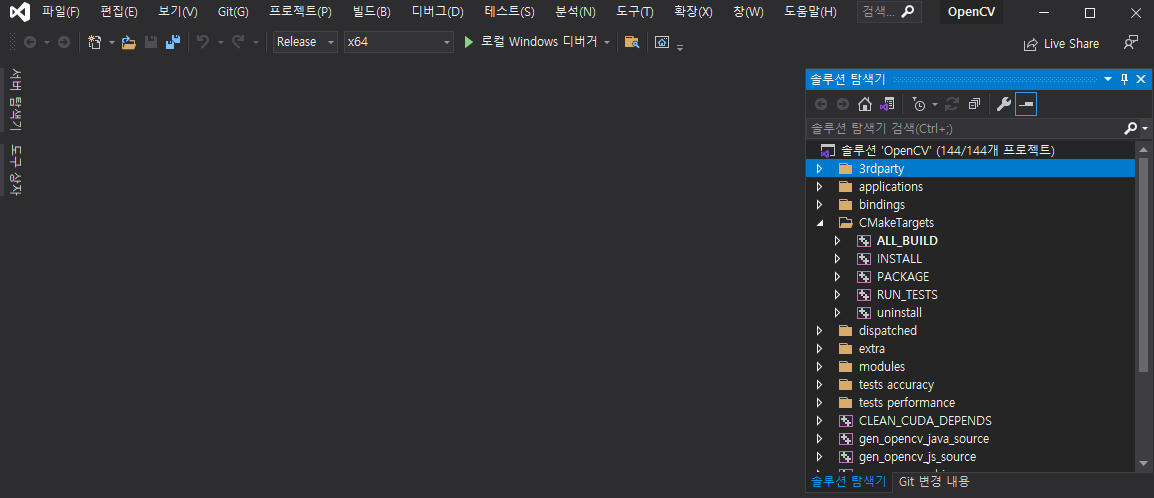 파일(F) 편집(E) 보기(V) Git(G) 프로젝트(P) 빌드(B) 디버그(D) 테스트(S) 분석(N) 도구(T) 확장(X) 창(W) 도움말(H) 검색... OpenCV
Release x64 로컬 Windows 디버거 Live Share
서버 탐색기
도구 상자
솔루션 탐색기
솔루션 탐색기 검색(Ctrl+;)
솔루션 'OpenCV' (144/144개 프로젝트)
3rdparty
applications
bindings
CMakeTargets
ALL_BUILD
INSTALL
PACKAGE
RUN_TESTS
uninstall
dispatched
extra
modules
tests accuracy
tests performance
CLEAN_CUDA_DEPENDS
gen_opencv_java_source
gen_opencv_js_source
솔루션 탐색기 Git 변경 내용